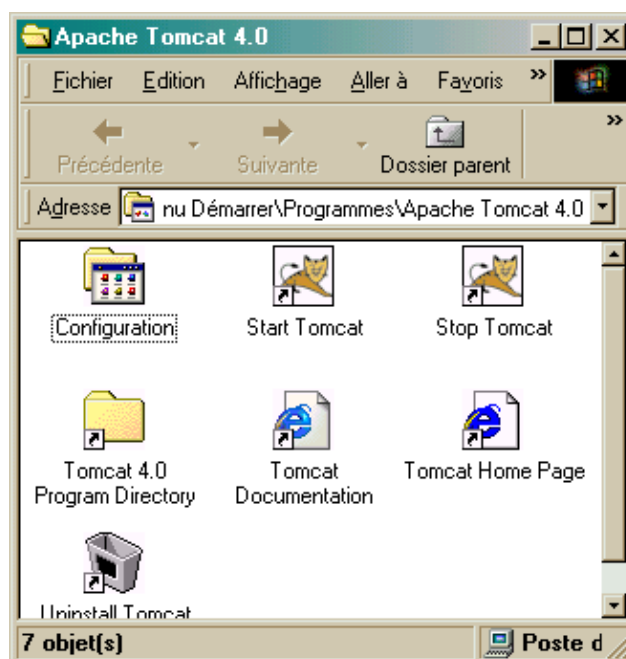 Apache Tomcat 4.0
Fichier Edition Affichage Aller à Favoris »
Précédente Suivante Dossier parent »
Adresse nu Démarrer\Programmes\Apache Tomcat 4.0
Configuration Start Tomcat Stop Tomcat
Tomcat 4.0 Tomcat Tomcat Home Page
Program Directory Documentation
Uninstall Tomcat
7 objet(s) Poste d